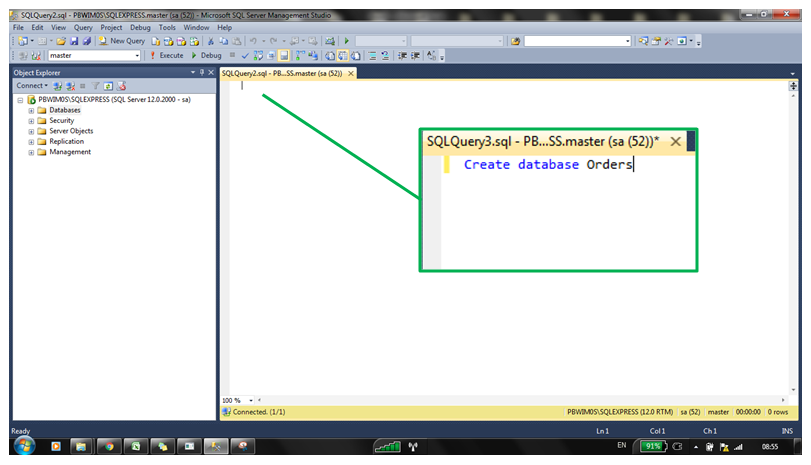 SQLQuery2.sql - PBWIM0S\SQLEXPRESS.master (sa (52)) - Microsoft SQL Server Management Studio
File Edit View Query Project Debug Tools Window Help
New Query
master Execute Debug
Object Explorer
SQLQuery2.sql - PB...SS.master (sa (52))
Connect
PBWIM0S\SQLEXPRESS (SQL Server 12.0.2000 - sa)
Databases
Security
Server Objects
Replication
Management
SQLQuery3.sql - PB...SS.master (sa (52))*
Create database Orders
100 %
Connected. (1/1) PBWIM0S\SQLEXPRESS (12.0 RTM) sa (52) master 00:00:00 0 rows
Ready Ln 1 Col 1 Ch 1 INS
EN 91% 08:55